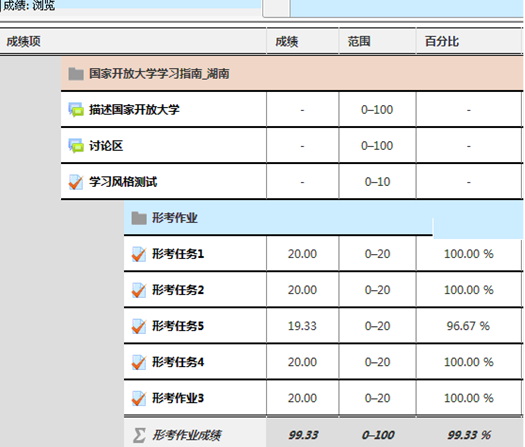 成绩: 浏览
成绩项 成绩 范围 百分比
国家开放大学学习指南_湖南
描述国家开放大学 - 0–100 -
讨论区 - 0–100 -
学习风格测试 - 0–10 -
形考作业
形考任务1 20.00 0–20 100.00 %
形考任务2 20.00 0–20 100.00 %
形考任务5 19.33 0–20 96.67 %
形考任务4 20.00 0–20 100.00 %
形考作业3 20.00 0–20 100.00 %
形考作业成绩 99.33 0–100 99.33 %